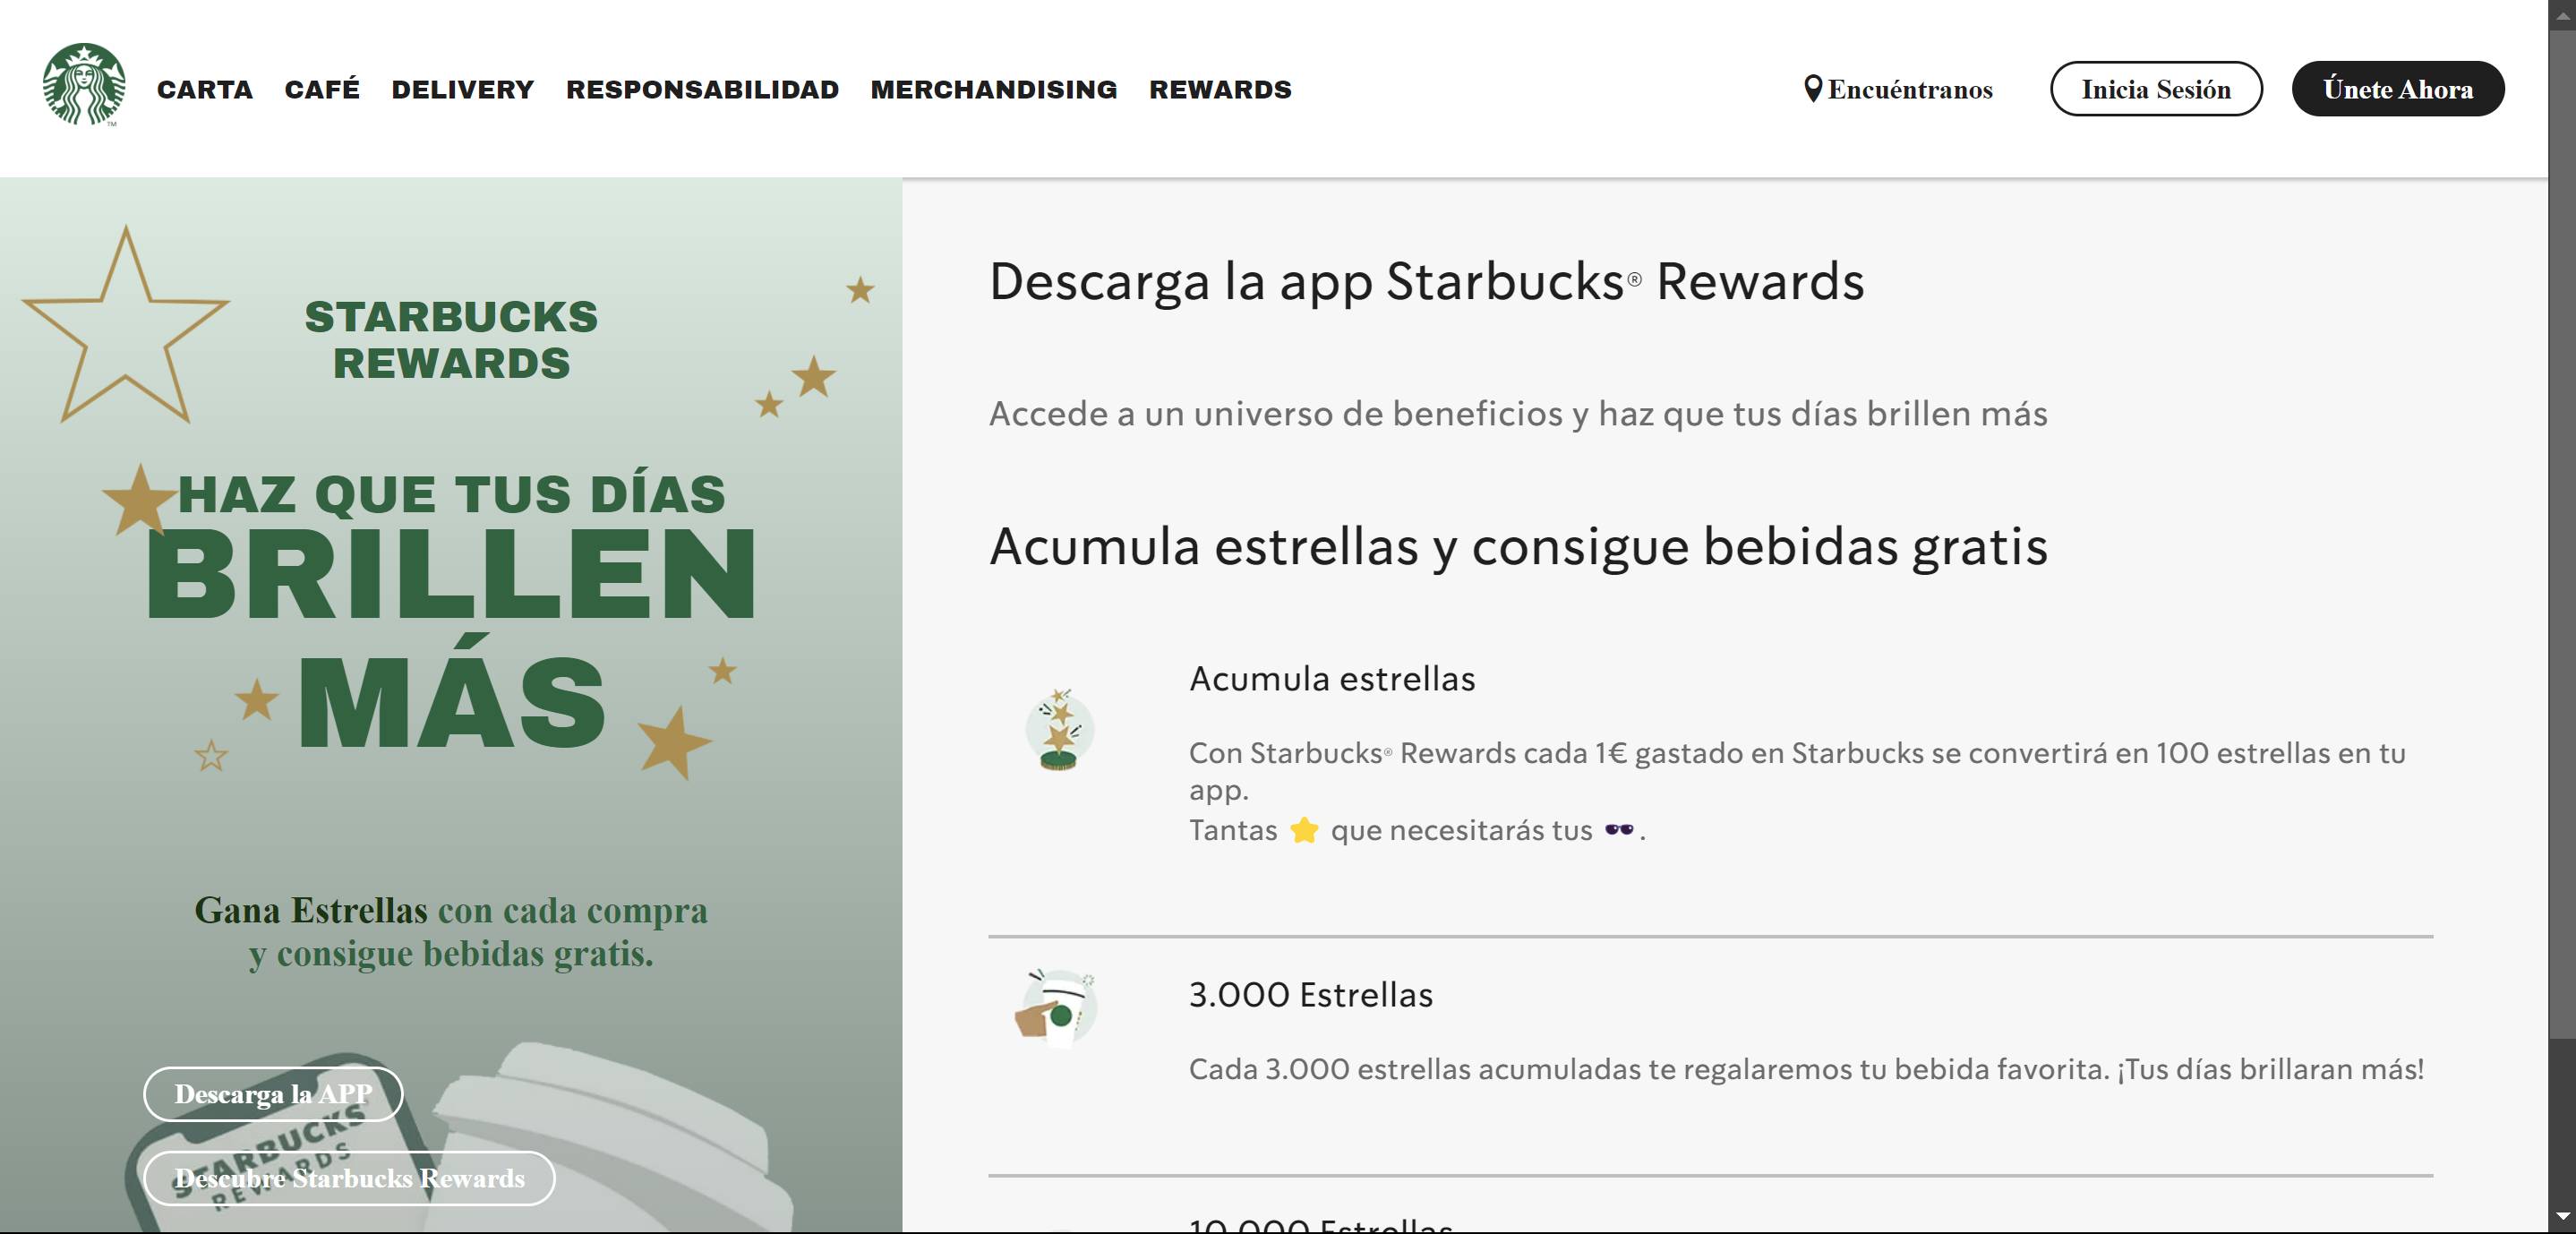 CARTA CAFÉ DELIVERY RESPONSABILIDAD MERCHANDISING REWARDS Encuéntranos Inicia Sesión Únete Ahora
TM
STARBUCKS
REWARDS
HAZ QUE TUS DÍAS
BRILLEN
MÁS
Gana Estrellas con cada compra
y consigue bebidas gratis.
Descarga la APP
Descubre Starbucks Rewards
STARBUCKS
REWARDS
Descarga la app Starbucks® Rewards
Accede a un universo de beneficios y haz que tus días brillen más
Acumula estrellas y consigue bebidas gratis
Acumula estrellas
Con Starbucks® Rewards cada 1€ gastado en Starbucks se convertirá en 100 estrellas en tu
app.
Tantas ⭐ que necesitarás tus 🕶️.
3.000 Estrellas
Cada 3.000 estrellas acumuladas te regalaremos tu bebida favorita. ¡Tus días brillaran más!
10.000 Estrellas